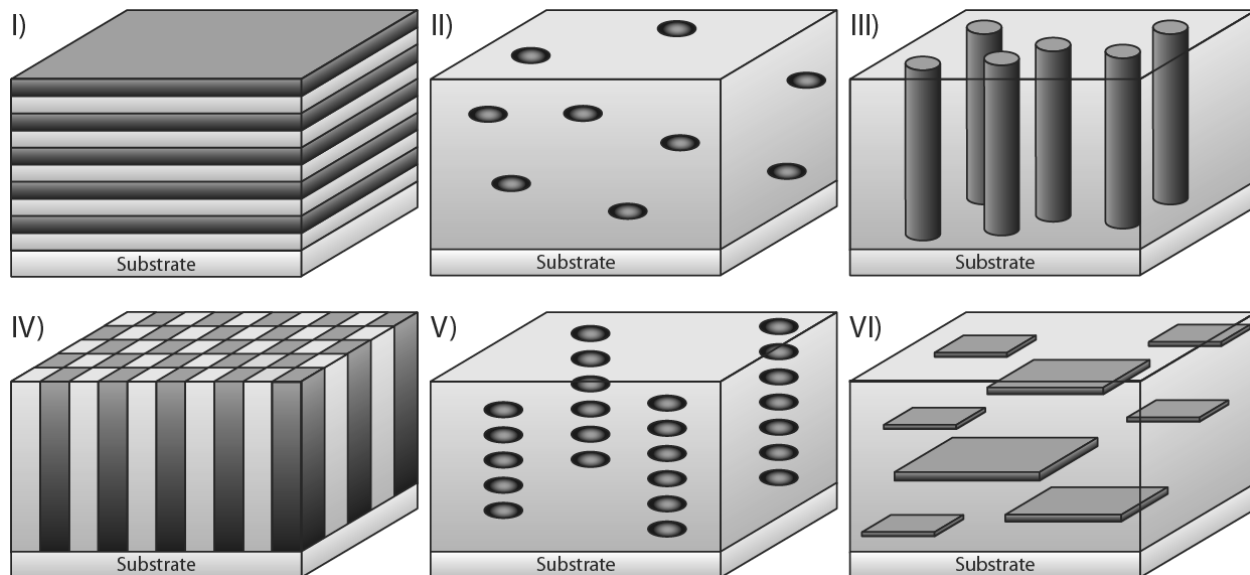 I)
II)
III)
Substrate
Substrate
Substrate
IV)
V)
VI)
Substrate
Substrate
Substrate